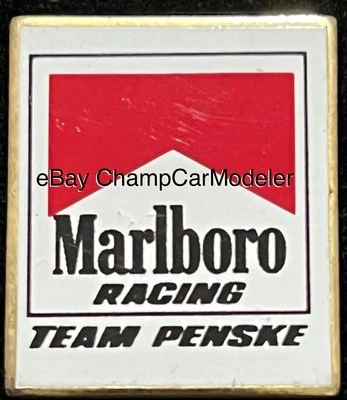 eBay ChampCarModeler
Marlboro
RACING
TEAM PENSKE